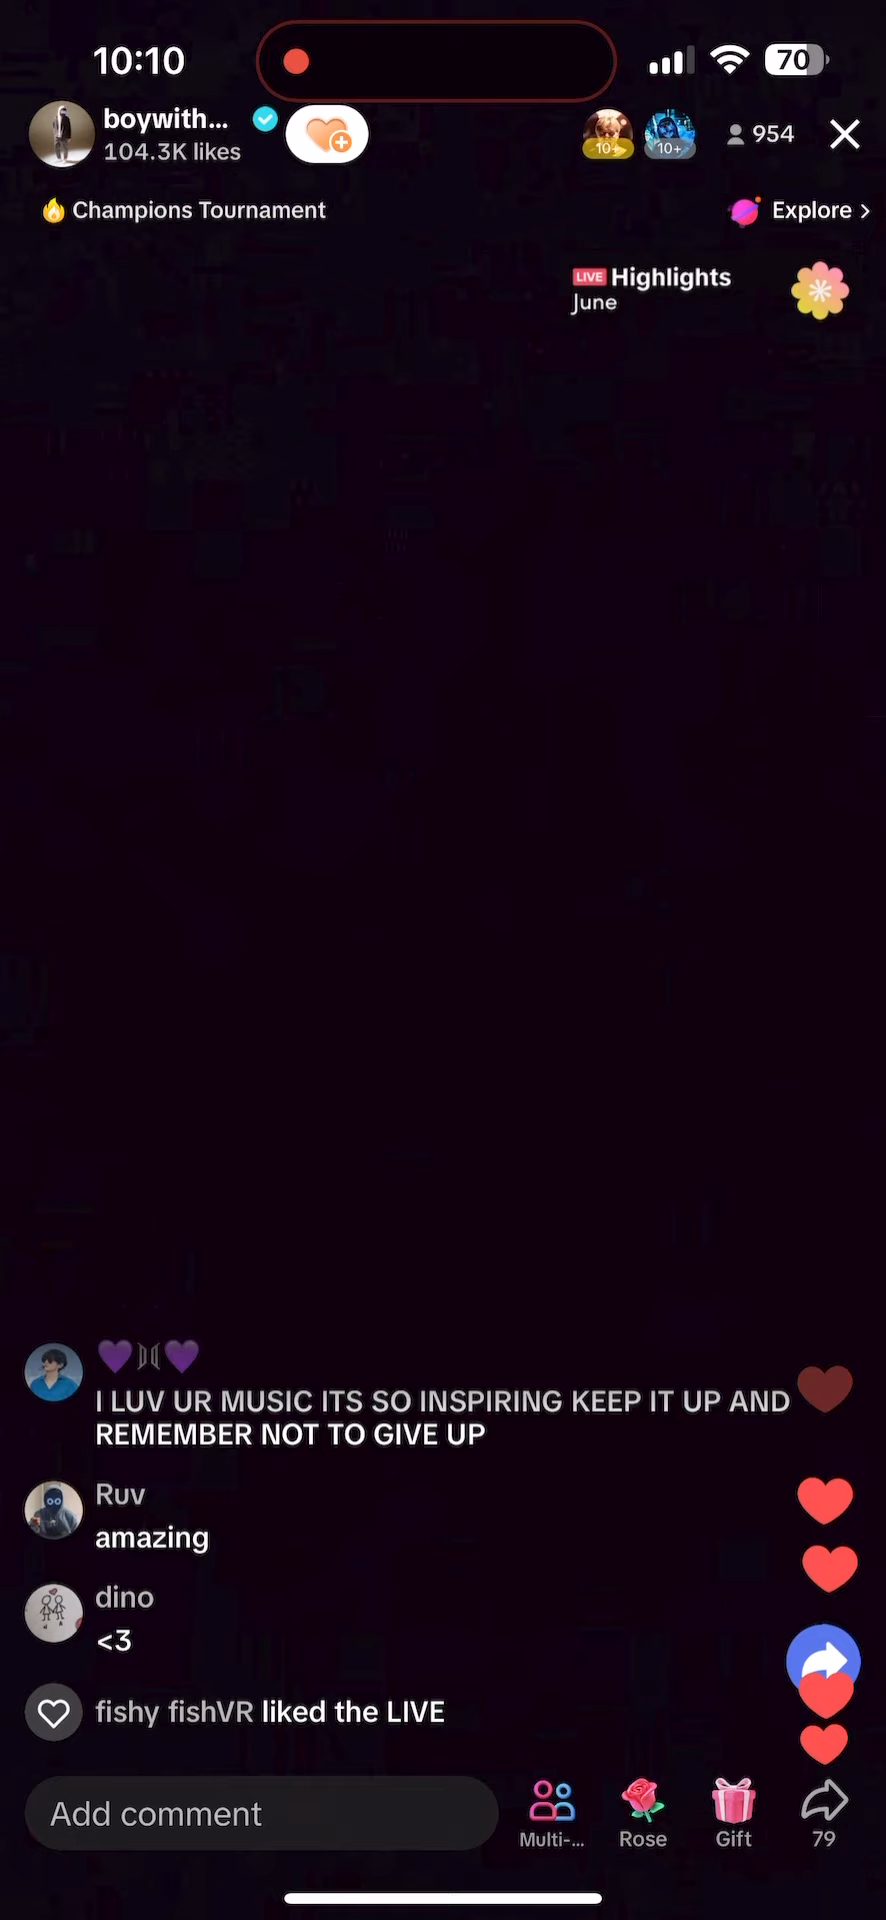 10:10
70
boywith...
104.3K likes
10+
10+
954
🔥 Champions Tournament
Explore >
LIVE Highlights
June
💜💜
I LUV UR MUSIC ITS SO INSPIRING KEEP IT UP AND
REMEMBER NOT TO GIVE UP
Ruv
amazing
dino
<3
fishy fishVR liked the LIVE
Add comment
Multi-...
Rose
Gift
79